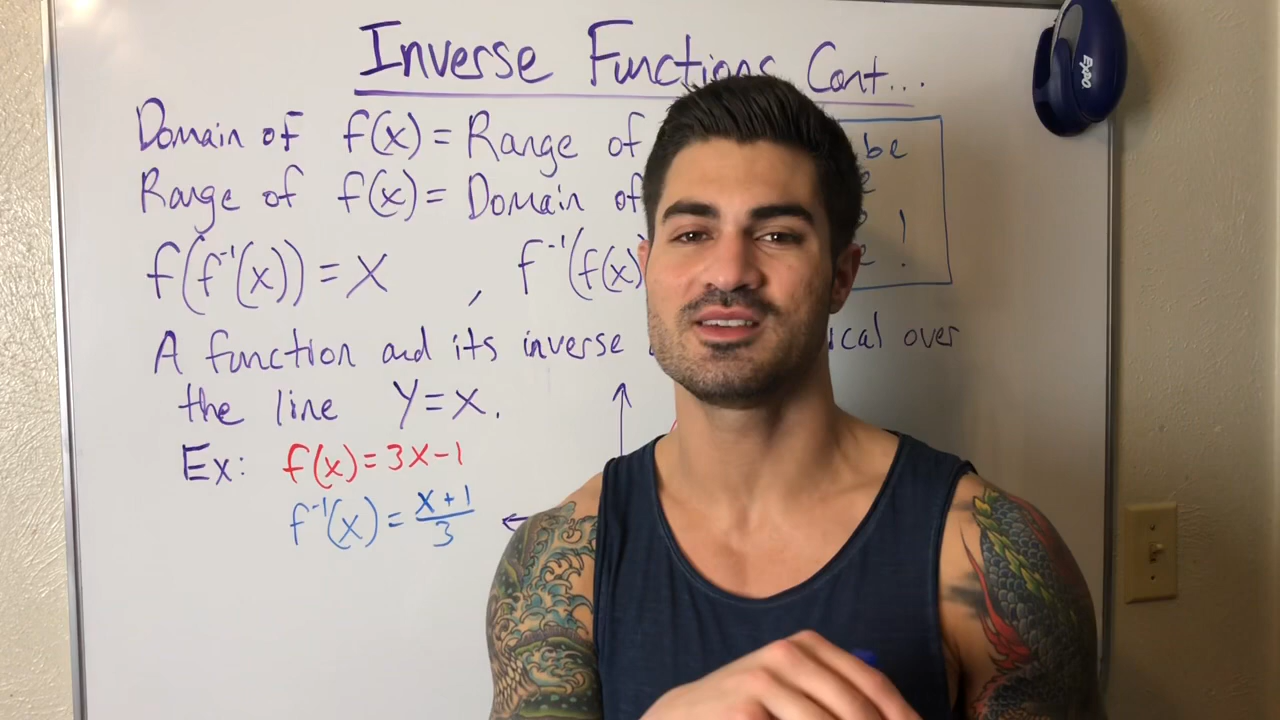 Inverse Functions Cont...
Domain of f(x) = Range of
be
Range of f(x) = Domain of
f(f⁻¹(x)) = X , f⁻¹(f(x)
!
A function and its inverse over
the line Y=X.
Ex: f(x)=3x-1
f⁻¹(x) = x+1/3
Expo